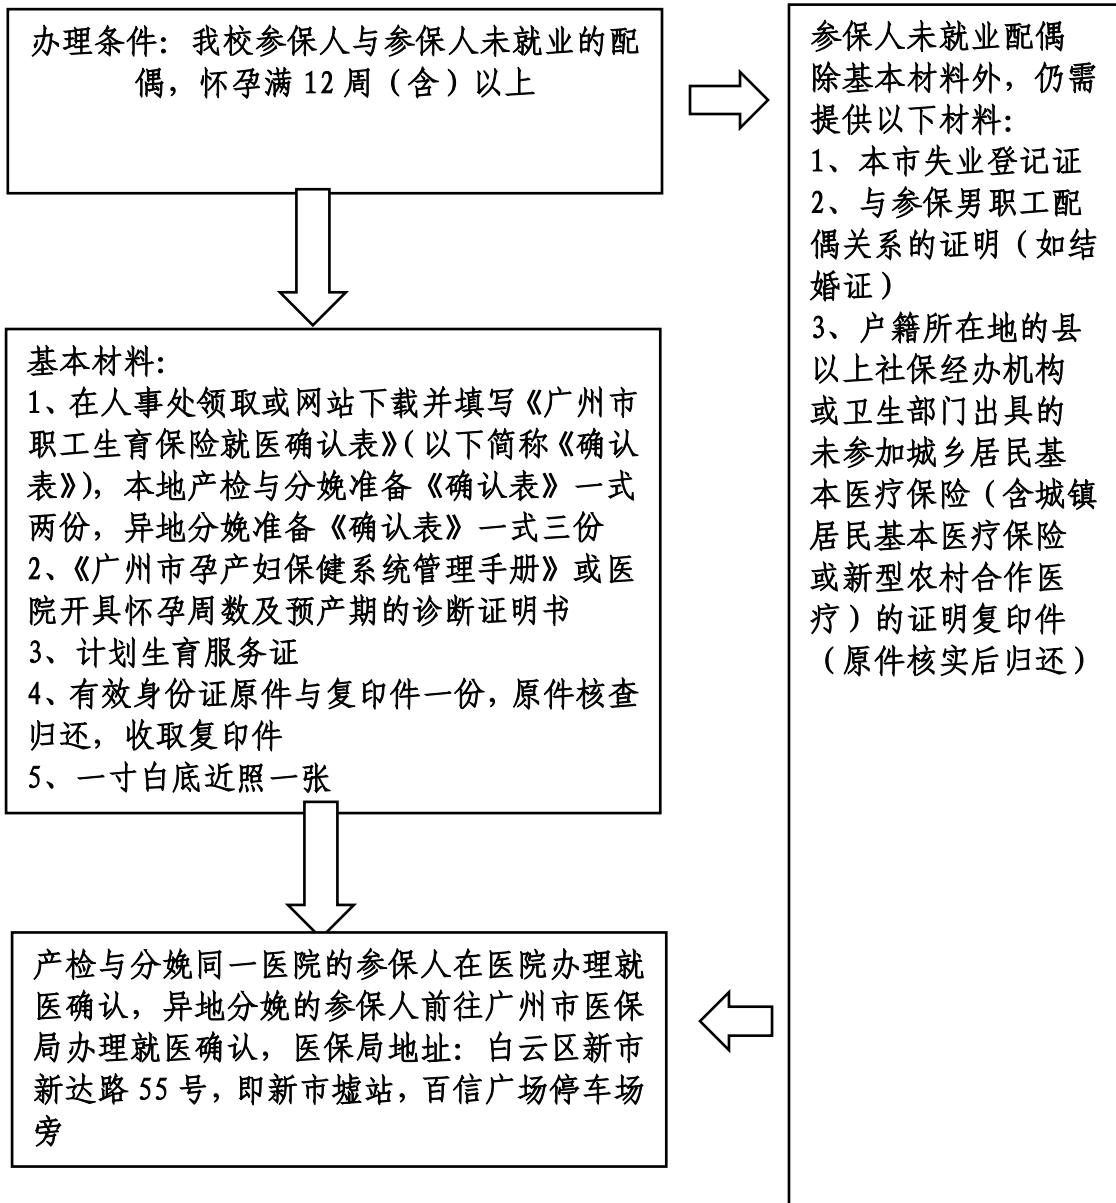 办理条件：我校参保人与参保人未就业的配
偶，怀孕满 12 周（含）以上
参保人未就业配偶
除基本材料外，仍需
提供以下材料：
1、本市失业登记证
2、与参保男职工配
偶关系的证明（如结
婚证）
3、户籍所在地的县
以上社保经办机构
或卫生部门出具的
未参加城乡居民基
本医疗保险（含城镇
居民基本医疗保险
或新型农村合作医
疗）的证明复印件
（原件核实后归还）
基本材料：
1、在人事处领取或网站下载并填写《广州市
职工生育保险就医确认表》（以下简称《确认
表》），本地产检与分娩准备《确认表》一式
两份，异地分娩准备《确认表》一式三份
2、《广州市孕产妇保健系统管理手册》或医
院开具怀孕周数及预产期的诊断证明书
3、计划生育服务证
4、有效身份证原件与复印件一份，原件核查
归还，收取复印件
5、一寸白底近照一张
产检与分娩同一医院的参保人在医院办理就
医确认，异地分娩的参保人前往广州市医保
局办理就医确认，医保局地址：白云区新市
新达路 55 号，即新市墟站，百信广场停车场
旁